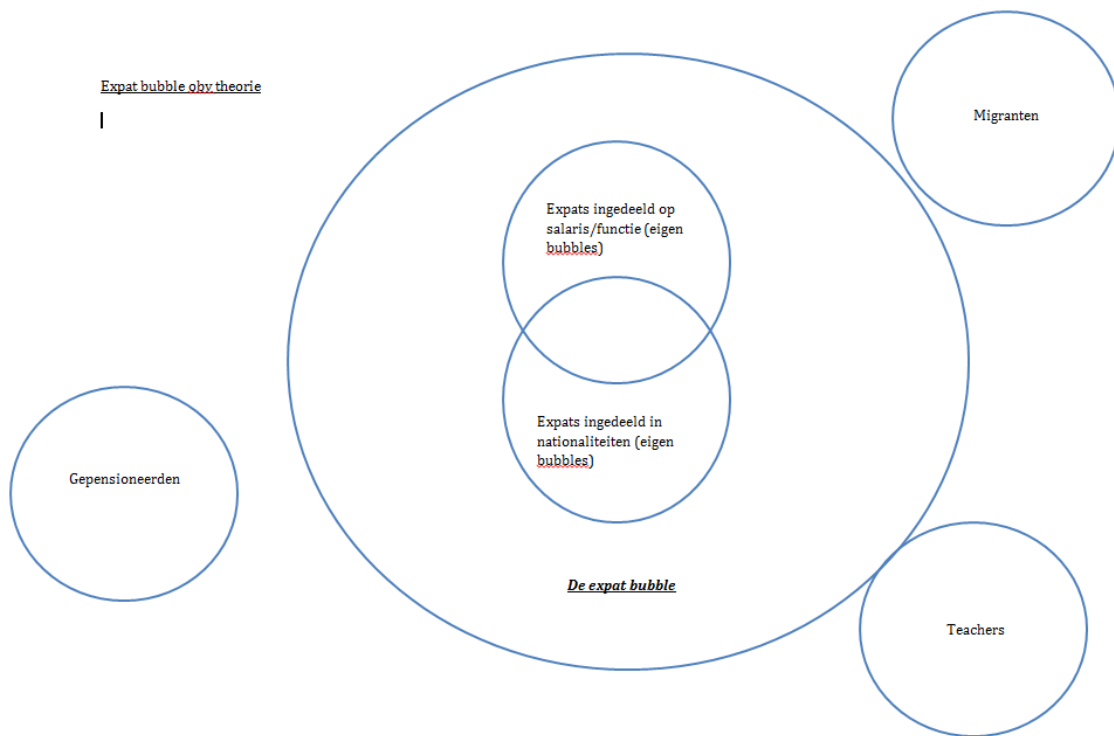 Expat bubble obv theorie
Migranten
Expats ingedeeld op
salaris/functie (eigen
bubbles)
Expats ingedeeld in
nationaliteiten (eigen
bubbles)
Gepensioneerden
De expat bubble
Teachers